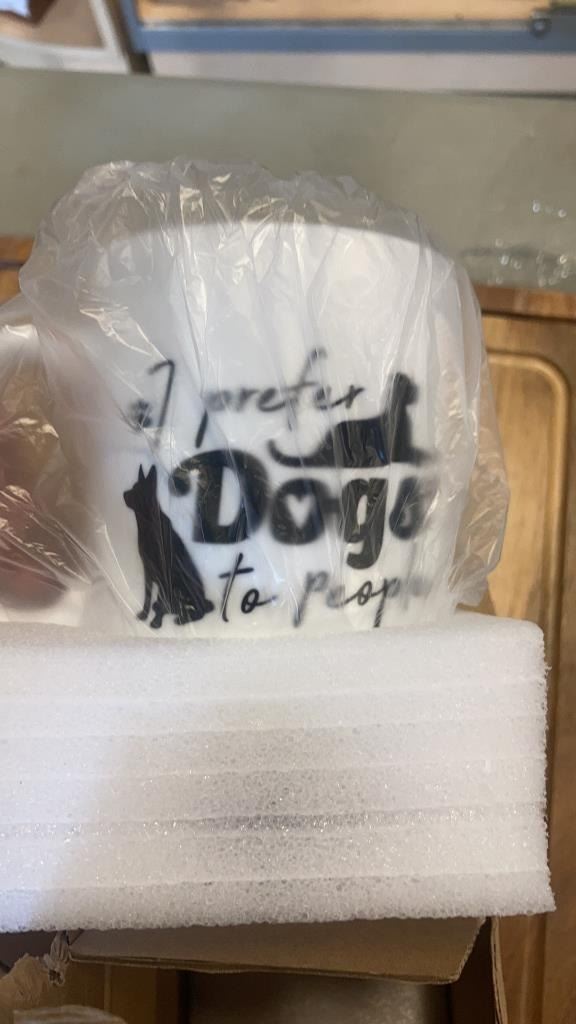 I prefer
Dogs
to people